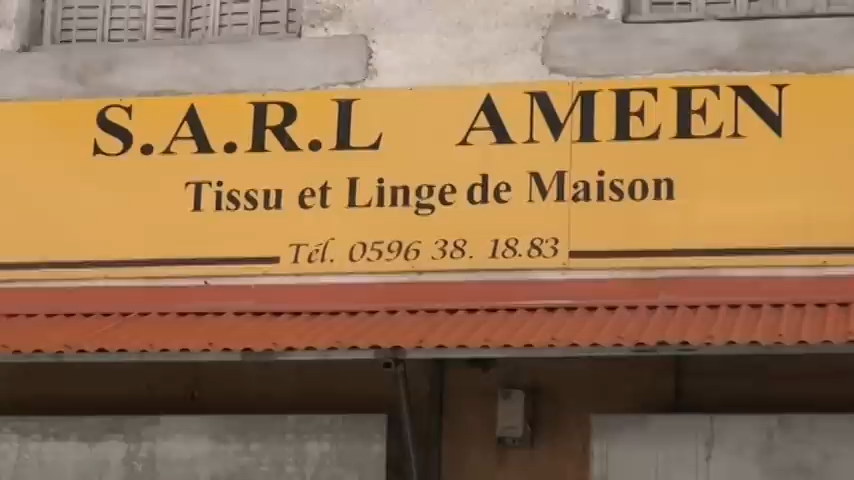 S.A.R.L AMEEN
Tissu et Linge de Maison
Tél. 0596 38. 18.83